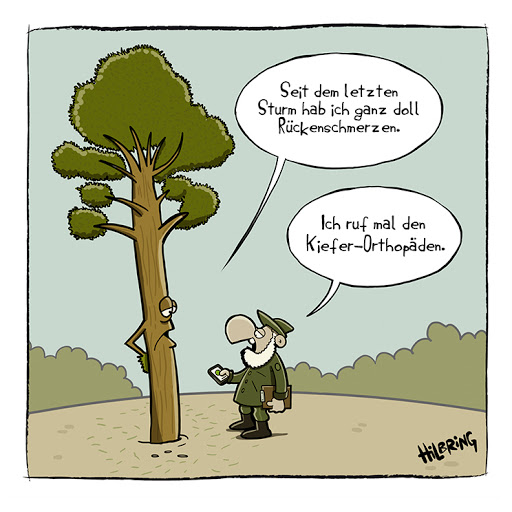 Seit dem letzten
Sturm hab ich ganz doll
Rückenschmerzen.
Ich ruf mal den
Kiefer-Orthopäden.
HILBRING